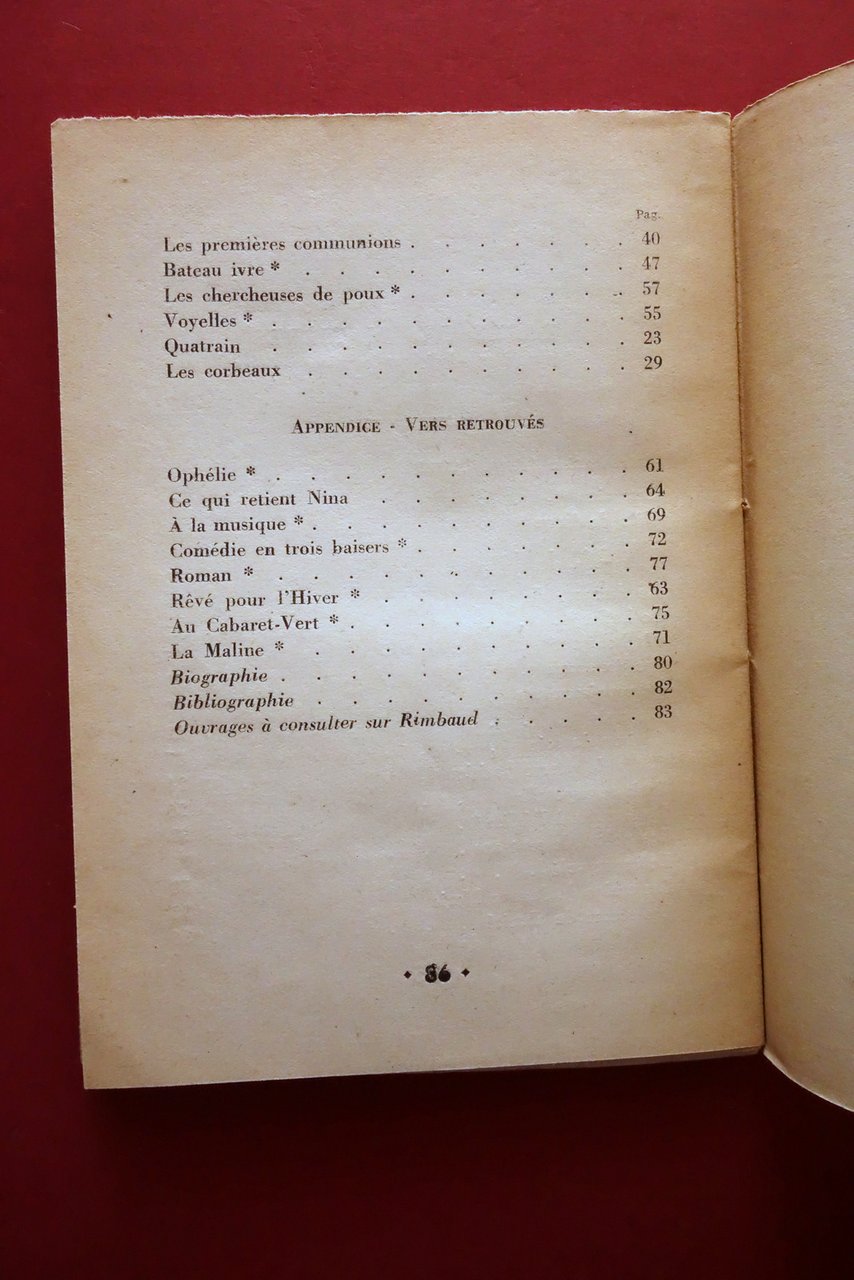 Pag.
Les premières communions . . . . . . . 40
Bateau ivre * . . . . . . . . . . 47
Les chercheuses de poux * . . . . . . . 57
Voyelles * . . . . . . . . . . . 55
Quatrain . . . . . . . . . . . 23
Les corbeaux . . . . . . . . . . 29
APPENDICE - VERS RETROUVÉS
Ophélie * . . . . . . . . . . . 61
Ce qui retient Nina . . . . . . . . 64
À la musique * . . . . . . . . . . 69
Comédie en trois baisers * . . . . . . . 72
Roman * . . . . . . . . . . . 77
Rêvé pour l'Hiver * . . . . . . . . 63
Au Cabaret-Vert * . . . . . . . . . 75
La Maline * . . . . . . . . . . 71
Biographie . . . . . . . . . . . 80
Bibliographie . . . . . . . . . . 82
Ouvrages à consulter sur Rimbaud . . . . . 83
• 86 •